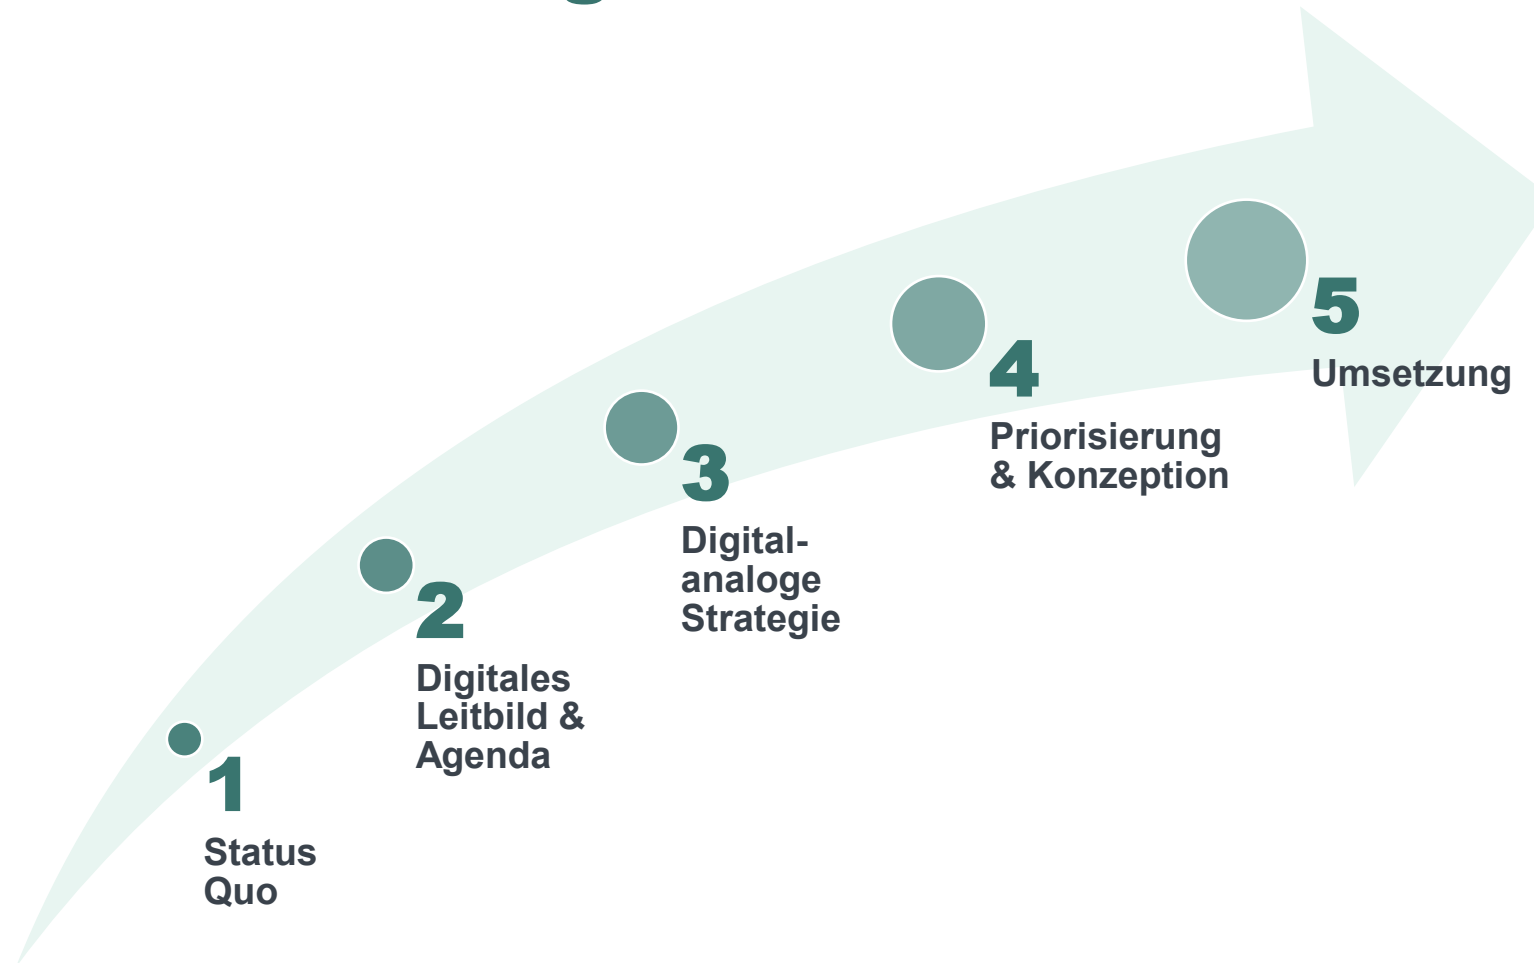 1
Status
Quo
2
Digitales
Leitbild &
Agenda
3
Digital-
analoge
Strategie
4
Priorisierung
& Konzeption
5
Umsetzung